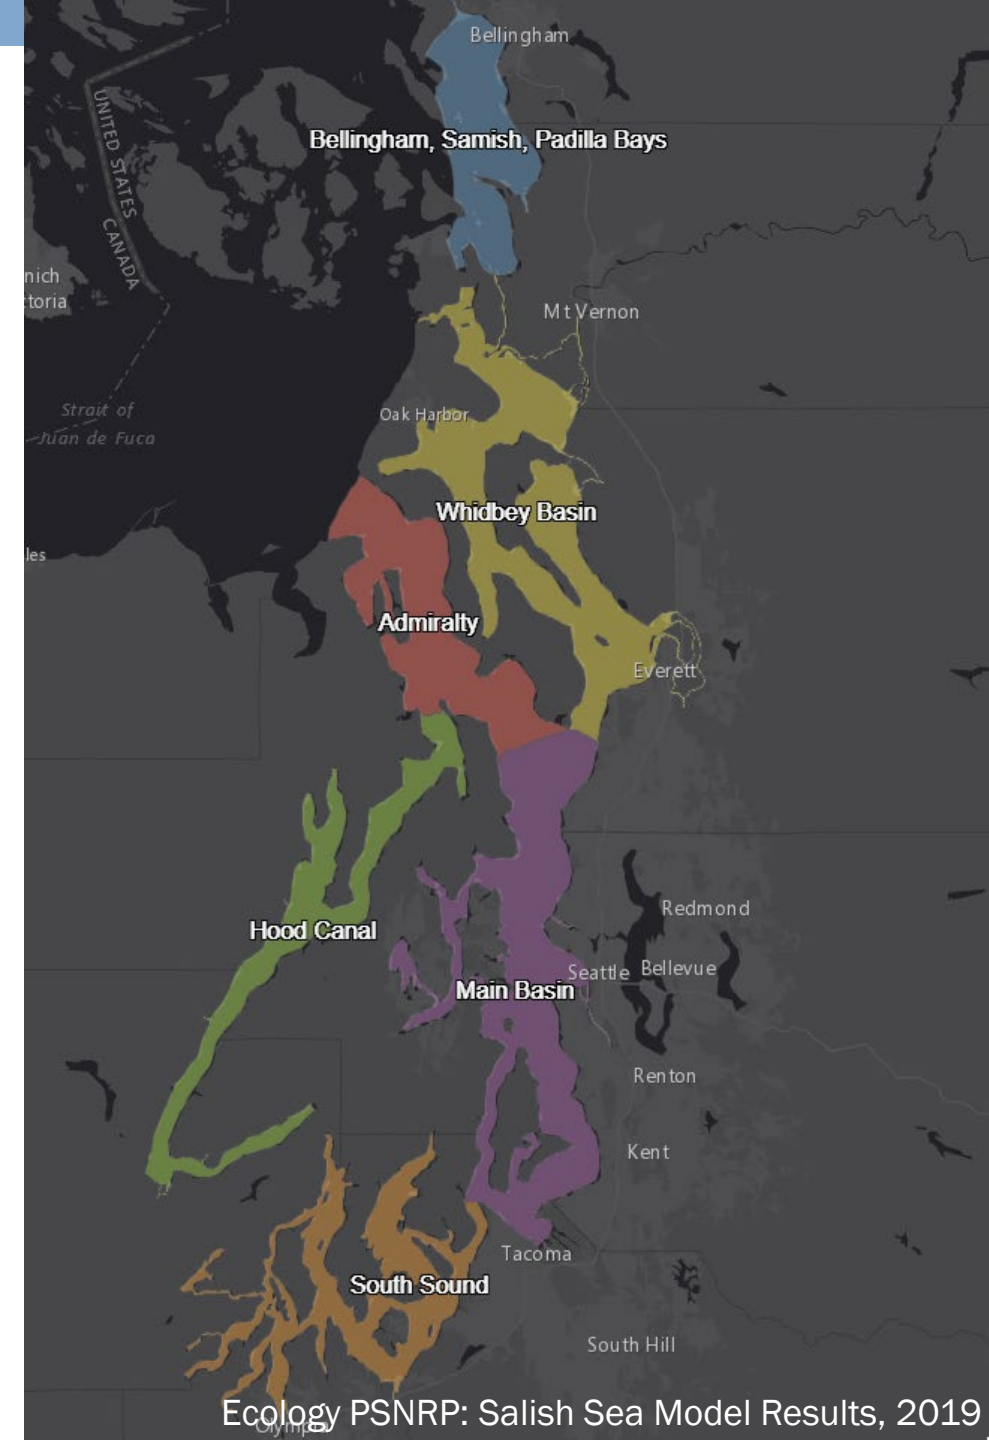 Bellingham
Bellingham, Samish, Padilla Bays
UNITED STATES
CANADA
nich
toria
Mt Vernon
Strait of
Juan de Fuca
Oak Harbor
Whidbey Basin
les
Admiralty
Everett
Redmond
Hood Canal
Seattle
Bellevue
Main Basin
Renton
Kent
Tacoma
South Sound
South Hill
Ecology PSNRP: Salish Sea Model Results, 2019
Olympia